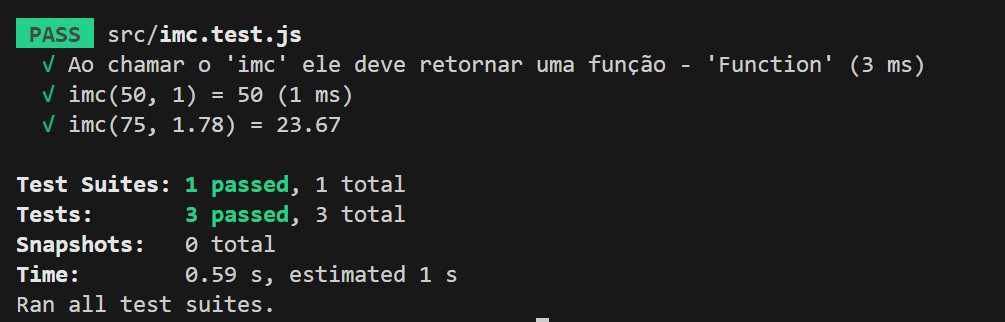 PASS src/imc.test.js
√ Ao chamar o 'imc' ele deve retornar uma função - 'Function' (3 ms)
√ imc(50, 1) = 50 (1 ms)
√ imc(75, 1.78) = 23.67
Test Suites: 1 passed, 1 total
Tests: 3 passed, 3 total
Snapshots: 0 total
Time: 0.59 s, estimated 1 s
Ran all test suites.